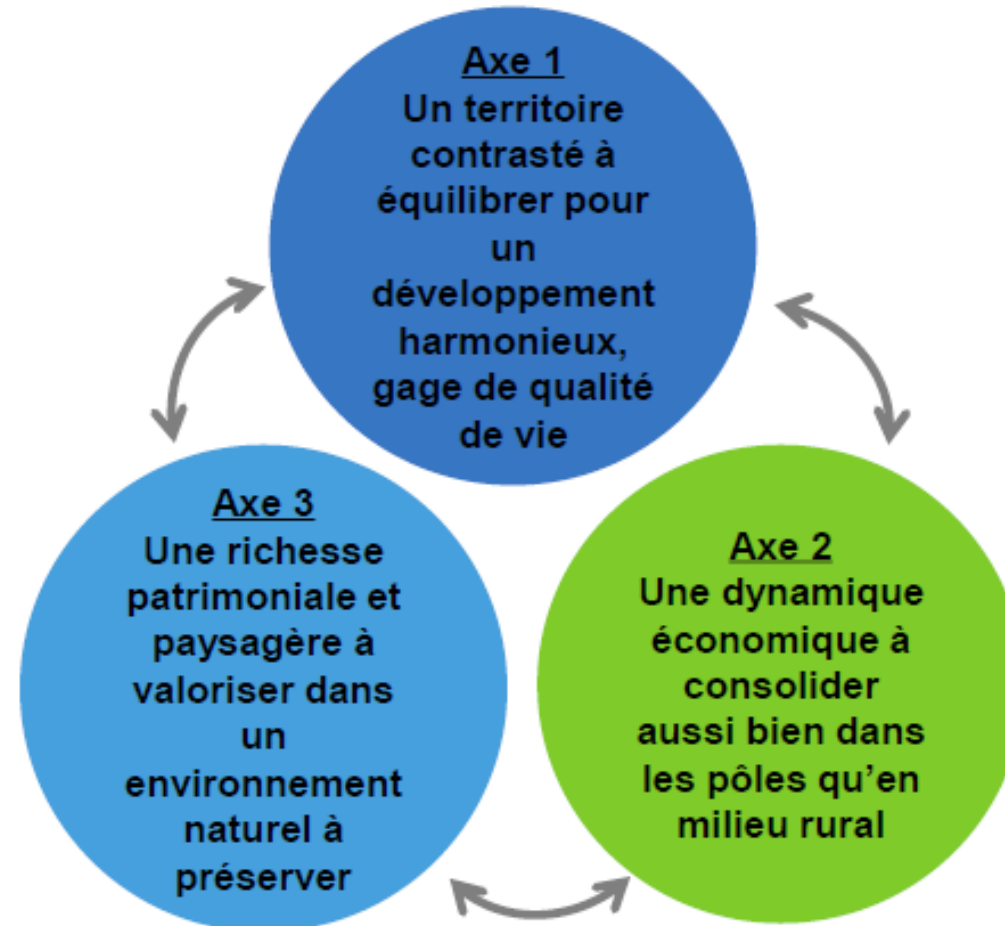 Axe 1
Un territoire
contrasté à
équilibrer pour
un
développement
harmonieux,
gage de qualité
de vie
Axe 3
Une richesse
patrimoniale et
paysagère à
valoriser dans
un
environnement
naturel à
préserver
Axe 2
Une dynamique
économique à
consolider
aussi bien dans
les pôles qu’en
milieu rural